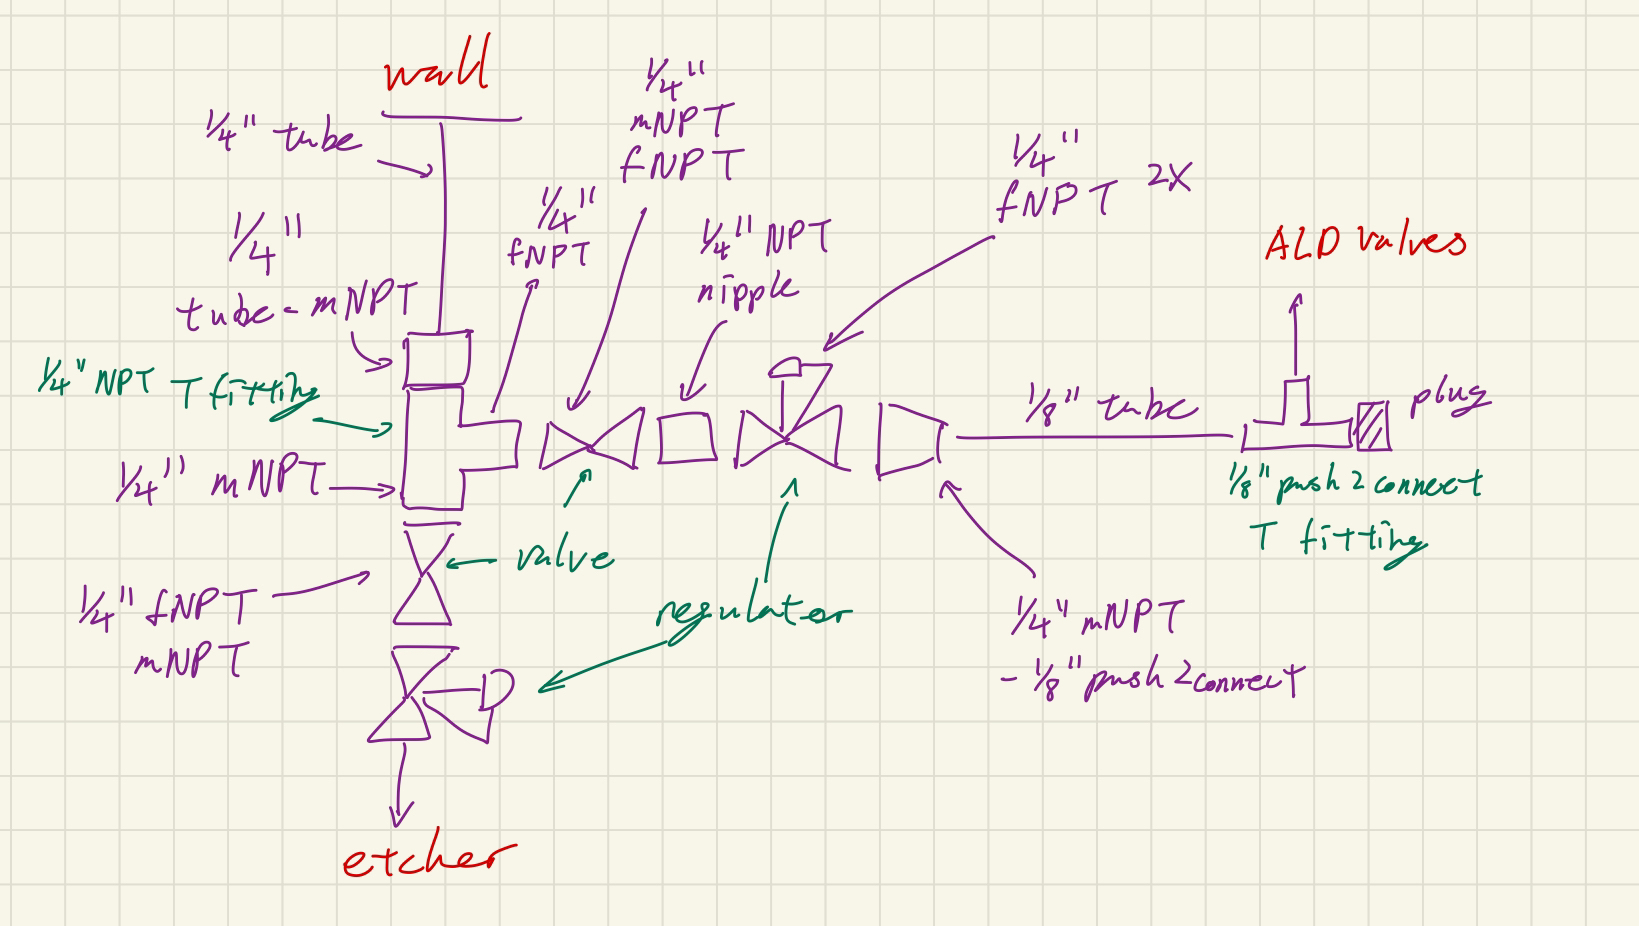 wall
1/4" tube
1/4"
tube - mNPT
1/4" NPT T fitting
1/4" mNPT
1/4" fNPT
mNPT
etcher
1/4"
fNPT
1/4"
mNPT
fNPT
1/4" NPT
nipple
valve
regulator
1/4"
fNPT 2X
1/8" tube
1/4" mNPT
- 1/8" push 2 connect
ALD valves
plug
1/8" push 2 connect
T fitting